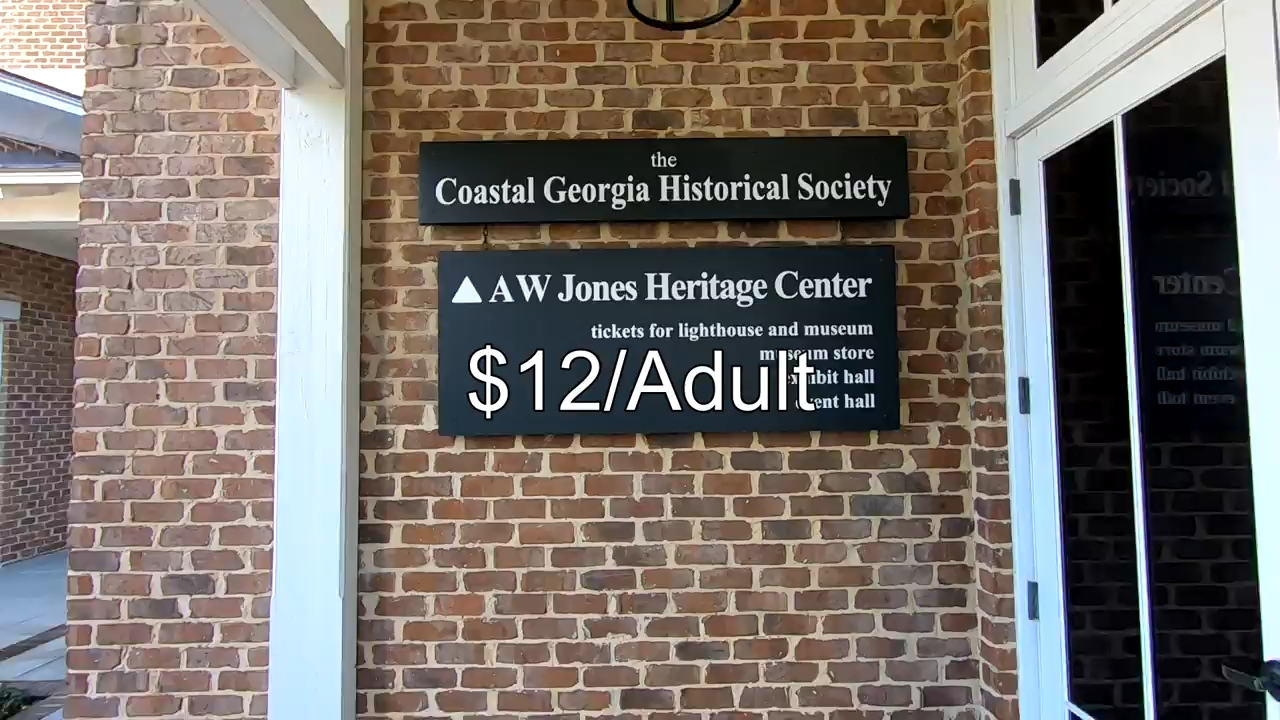 the
Coastal Georgia Historical Society
AW Jones Heritage Center
tickets for lighthouse and museum
museum store
exhibit hall
event hall
$12/Adult